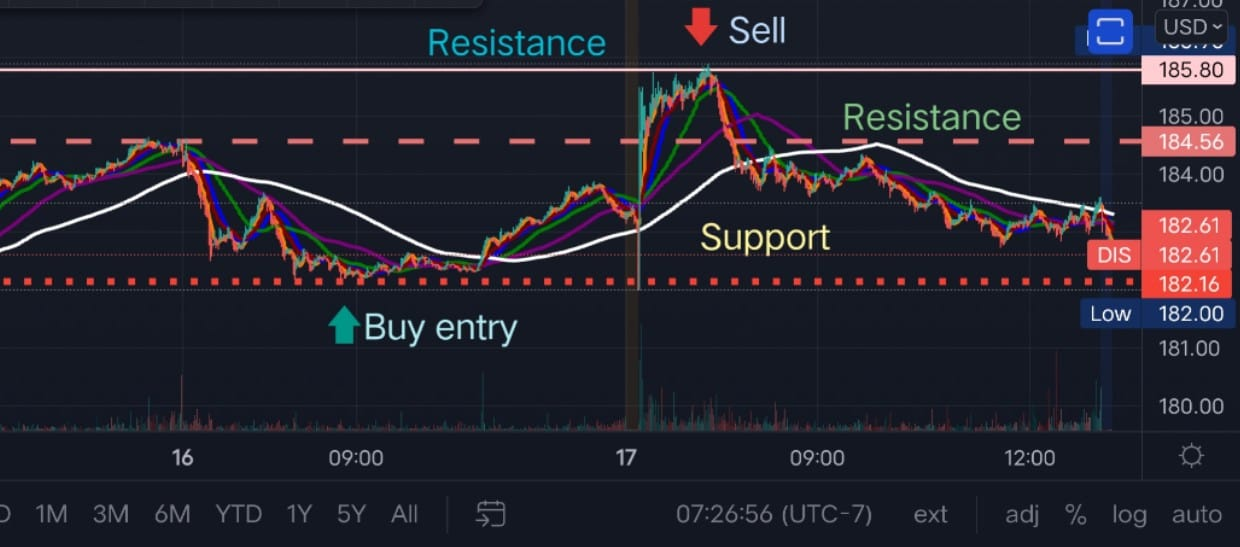 USD
Resistance
Sell
185.80
185.00
Resistance
184.56
184.00
Support
182.61
DIS 182.61
182.16
Low 182.00
Buy entry
181.00
180.00
16 09:00 17 09:00 12:00
1M 3M 6M YTD 1Y 5Y All 07:26:56 (UTC-7) ext adj % log auto